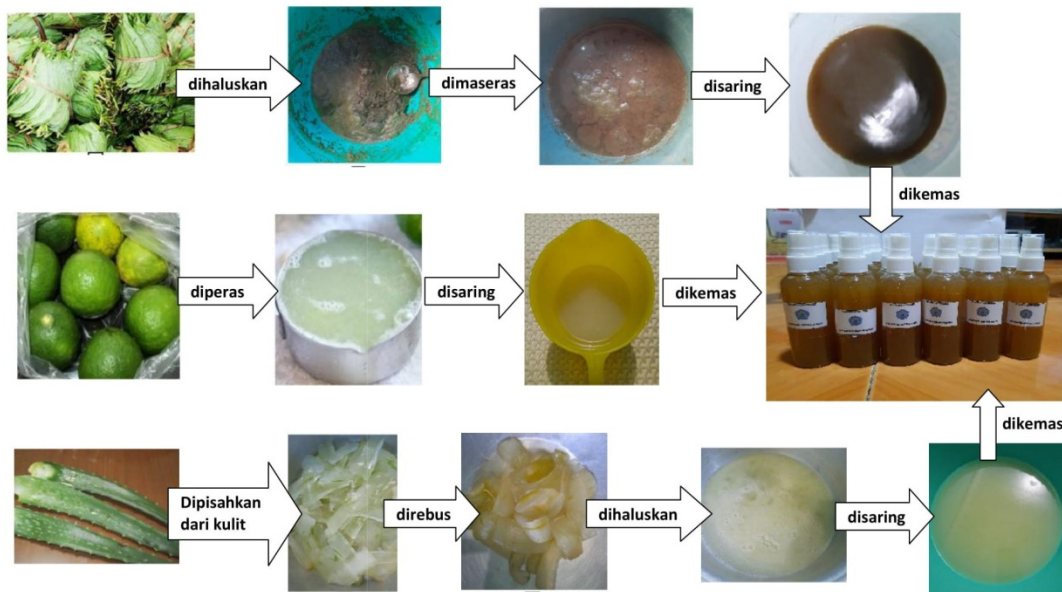 dihaluskan
dimaseras
disaring
dikemas
diperas
disaring
dikemas
dikemas
Dipisahkan
dari kulit
direbus
dihaluskan
disaring